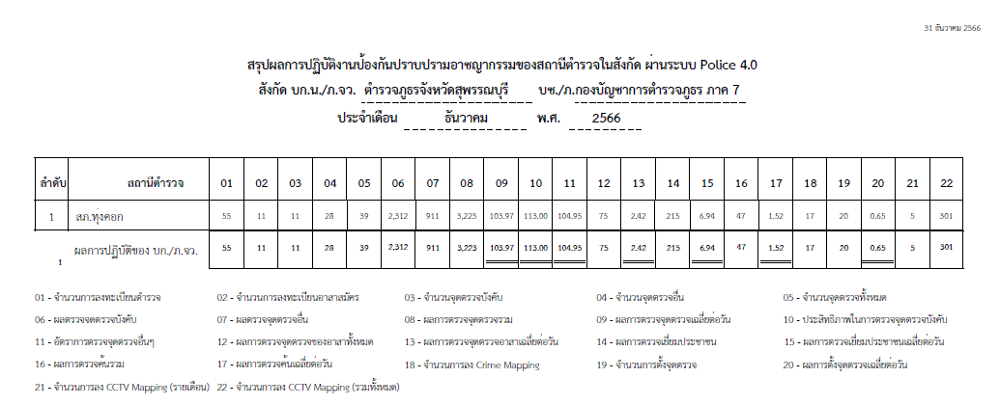 31 ธันวาคม 2566
สรุปผลการปฏิบัติงานป้องกันปราบปรามอาชญากรรมของสถานีตำรวจในสังกัด ผ่านระบบ Police 4.0
สังกัด บก.น./ภ.จว. ตำรวจภูธรจังหวัดสุพรรณบุรี บช./ภ.กองบัญชาการตำรวจภูธร ภาค 7
ประจำเดือน ธันวาคม พ.ศ. 2566
ลำดับ สถานีตำรวจ 01 02 03 04 05 06 07 08 09 10 11 12 13 14 15 16 17 18 19 20 21 22
1 สภ.ทุ่งคอก 55 11 11 28 39 2,312 911 3,223 103.97 113.00 104.95 75 2.42 215 6.94 47 1.52 17 20 0.65 5 301
1 ผลการปฏิบัติของ บก./ภ.จว. 55 11 11 28 39 2,312 911 3,223 103.97 113.00 104.95 75 2.42 215 6.94 47 1.52 17 20 0.65 5 301
01 - จำนวนการลงทะเบียนตำรวจ 02 - จำนวนการลงทะเบียนอาสาสมัคร 03 - จำนวนจุดตรวจบังคับ 04 - จำนวนจุดตรวจอื่น 05 - จำนวนจุดตรวจทั้งหมด
06 - ผลตรวจจุดตรวจบังคับ 07 - ผลตรวจจุดตรวจอื่น 08 - ผลการตรวจจุดตรวจรวม 09 - ผลการตรวจจุดตรวจเฉลี่ยต่อวัน 10 - ประสิทธิภาพในการตรวจจุดตรวจบังคับ
11 - อัตราการตรวจจุดตรวจอื่นๆ 12 - ผลการตรวจจุดตรวจของอาสาทั้งหมด 13 - ผลการตรวจจุดตรวจอาสาเฉลี่ยต่อวัน 14 - ผลการตรวจเยี่ยมประชาชน 15 - ผลการตรวจเยี่ยมประชาชนเฉลี่ยต่อวัน
16 - ผลการตรวจค้นรวม 17 - ผลการตรวจค้นเฉลี่ยต่อวัน 18 - จำนวนการลง Crime Mapping 19 - จำนวนการตั้งจุดตรวจ 20 - ผลการตั้งจุดตรวจเฉลี่ยต่อวัน
21 - จำนวนการลง CCTV Mapping (รายเดือน) 22 - จำนวนการลง CCTV Mapping (รวมทั้งหมด)